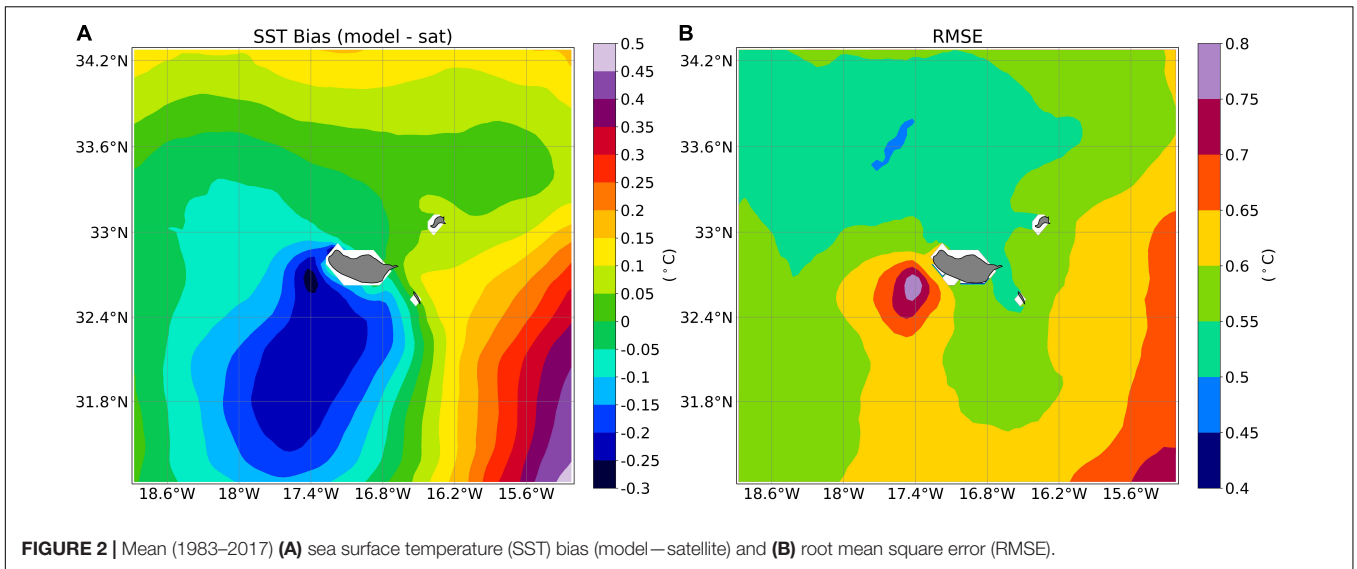 A
SST Bias (model - sat)
34.2°N
33.6°N
33°N
32.4°N
31.8°N
18.6°W 18°W 17.4°W 16.8°W 16.2°W 15.6°W
0.5
0.45
0.4
0.35
0.3
0.25
0.2
0.15
0.1
0.05
0
-0.05
-0.1
-0.15
-0.2
-0.25
-0.3
(°C)
B
RMSE
34.2°N
33.6°N
33°N
32.4°N
31.8°N
18.6°W 18°W 17.4°W 16.8°W 16.2°W 15.6°W
0.8
0.75
0.7
0.65
0.6
0.55
0.5
0.45
0.4
(°C)
FIGURE 2 | Mean (1983–2017) (A) sea surface temperature (SST) bias (model—satellite) and (B) root mean square error (RMSE).